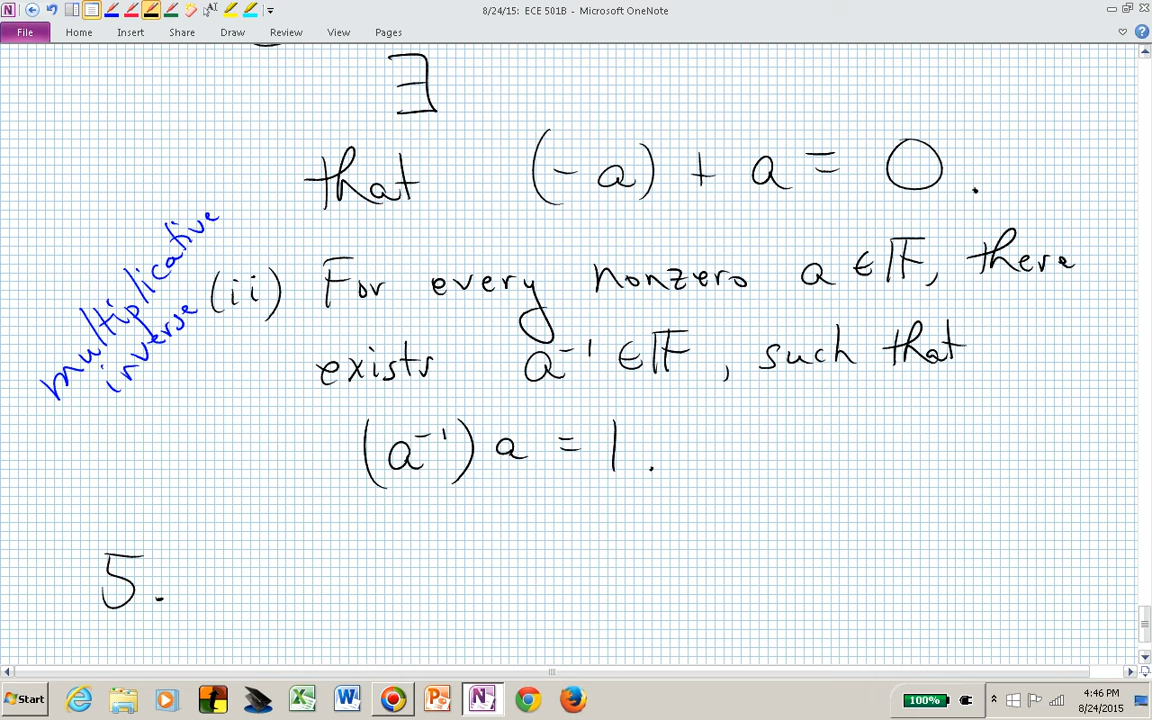 8/24/15: ECE 501B - Microsoft OneNote
File Home Insert Share Draw Review View Pages
∃
that (-a) + a = 0.
multiplicative
inverse
(ii) For every nonzero a ∈ 𝔽, there
exists a⁻¹ ∈ 𝔽, such that
(a⁻¹) a = 1.
5.
Start
100%
4:46 PM
8/24/2015